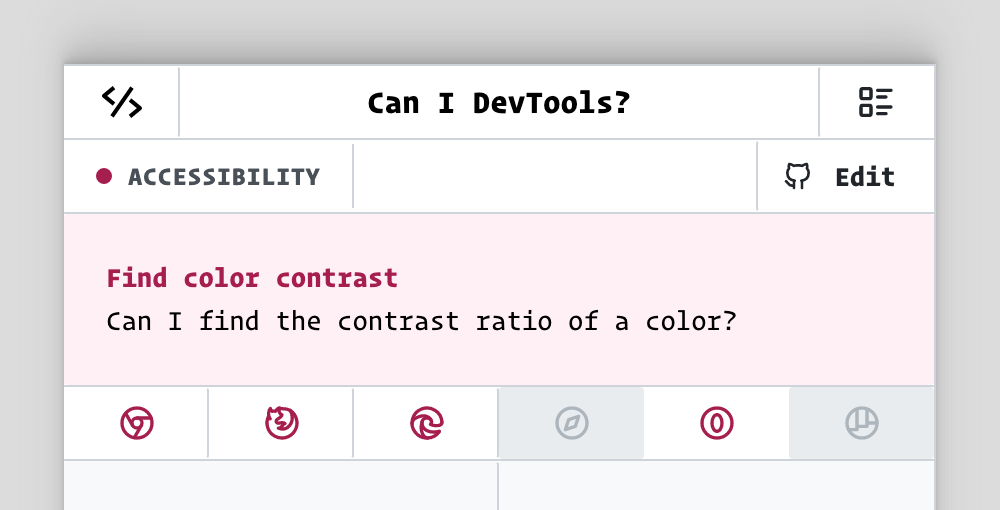 Can I DevTools?
ACCESSIBILITY
Edit
Find color contrast
Can I find the contrast ratio of a color?